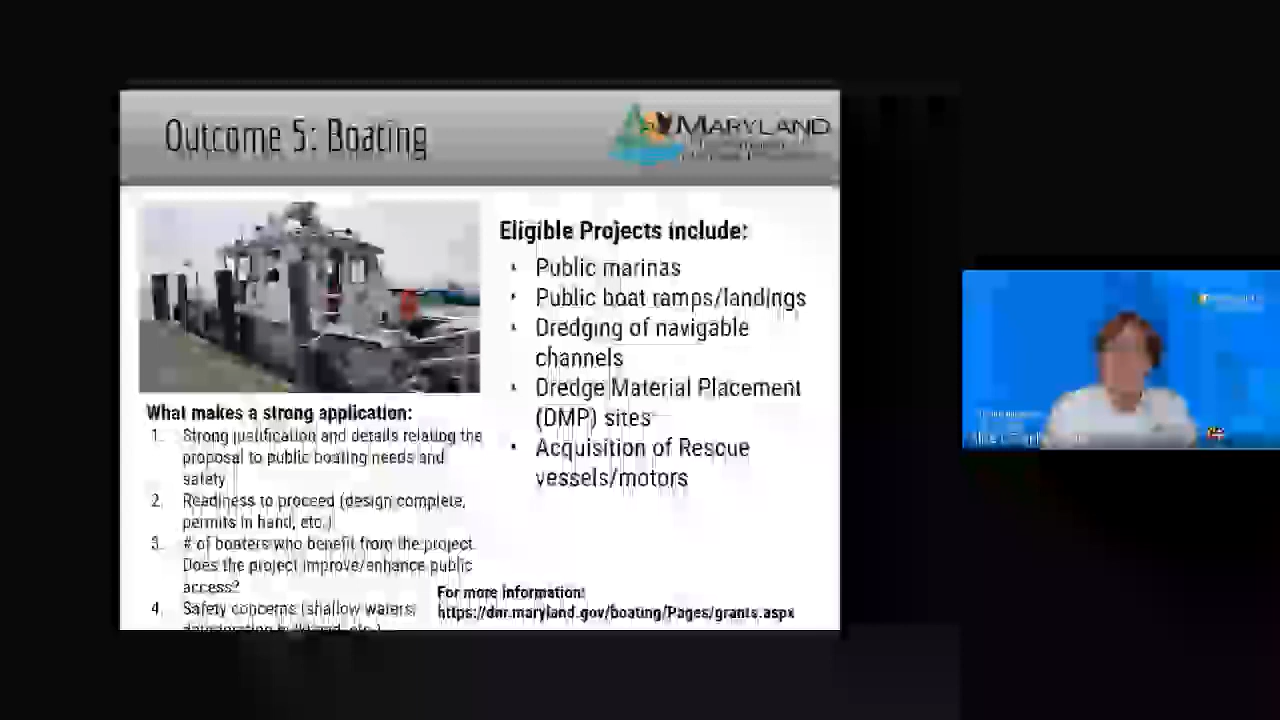 Outcome 5: Boating
MARYLAND
Eligible Projects include:
• Public marinas
• Public boat ramps/landings
• Dredging of navigable
channels
• Dredge Material Placement
(DMP) sites
• Acquisition of Rescue
vessels/motors
What makes a strong application:
1. Strong justification and details relating the
proposal to public boating needs and
safety
2. Readiness to proceed (design complete,
permits in hand, etc.)
3. # of boaters who benefit from the project.
Does the project improve/enhance public
access?
4. Safety concerns (shallow waters,
For more information:
https://dnr.maryland.gov/boating/Pages/grants.aspx